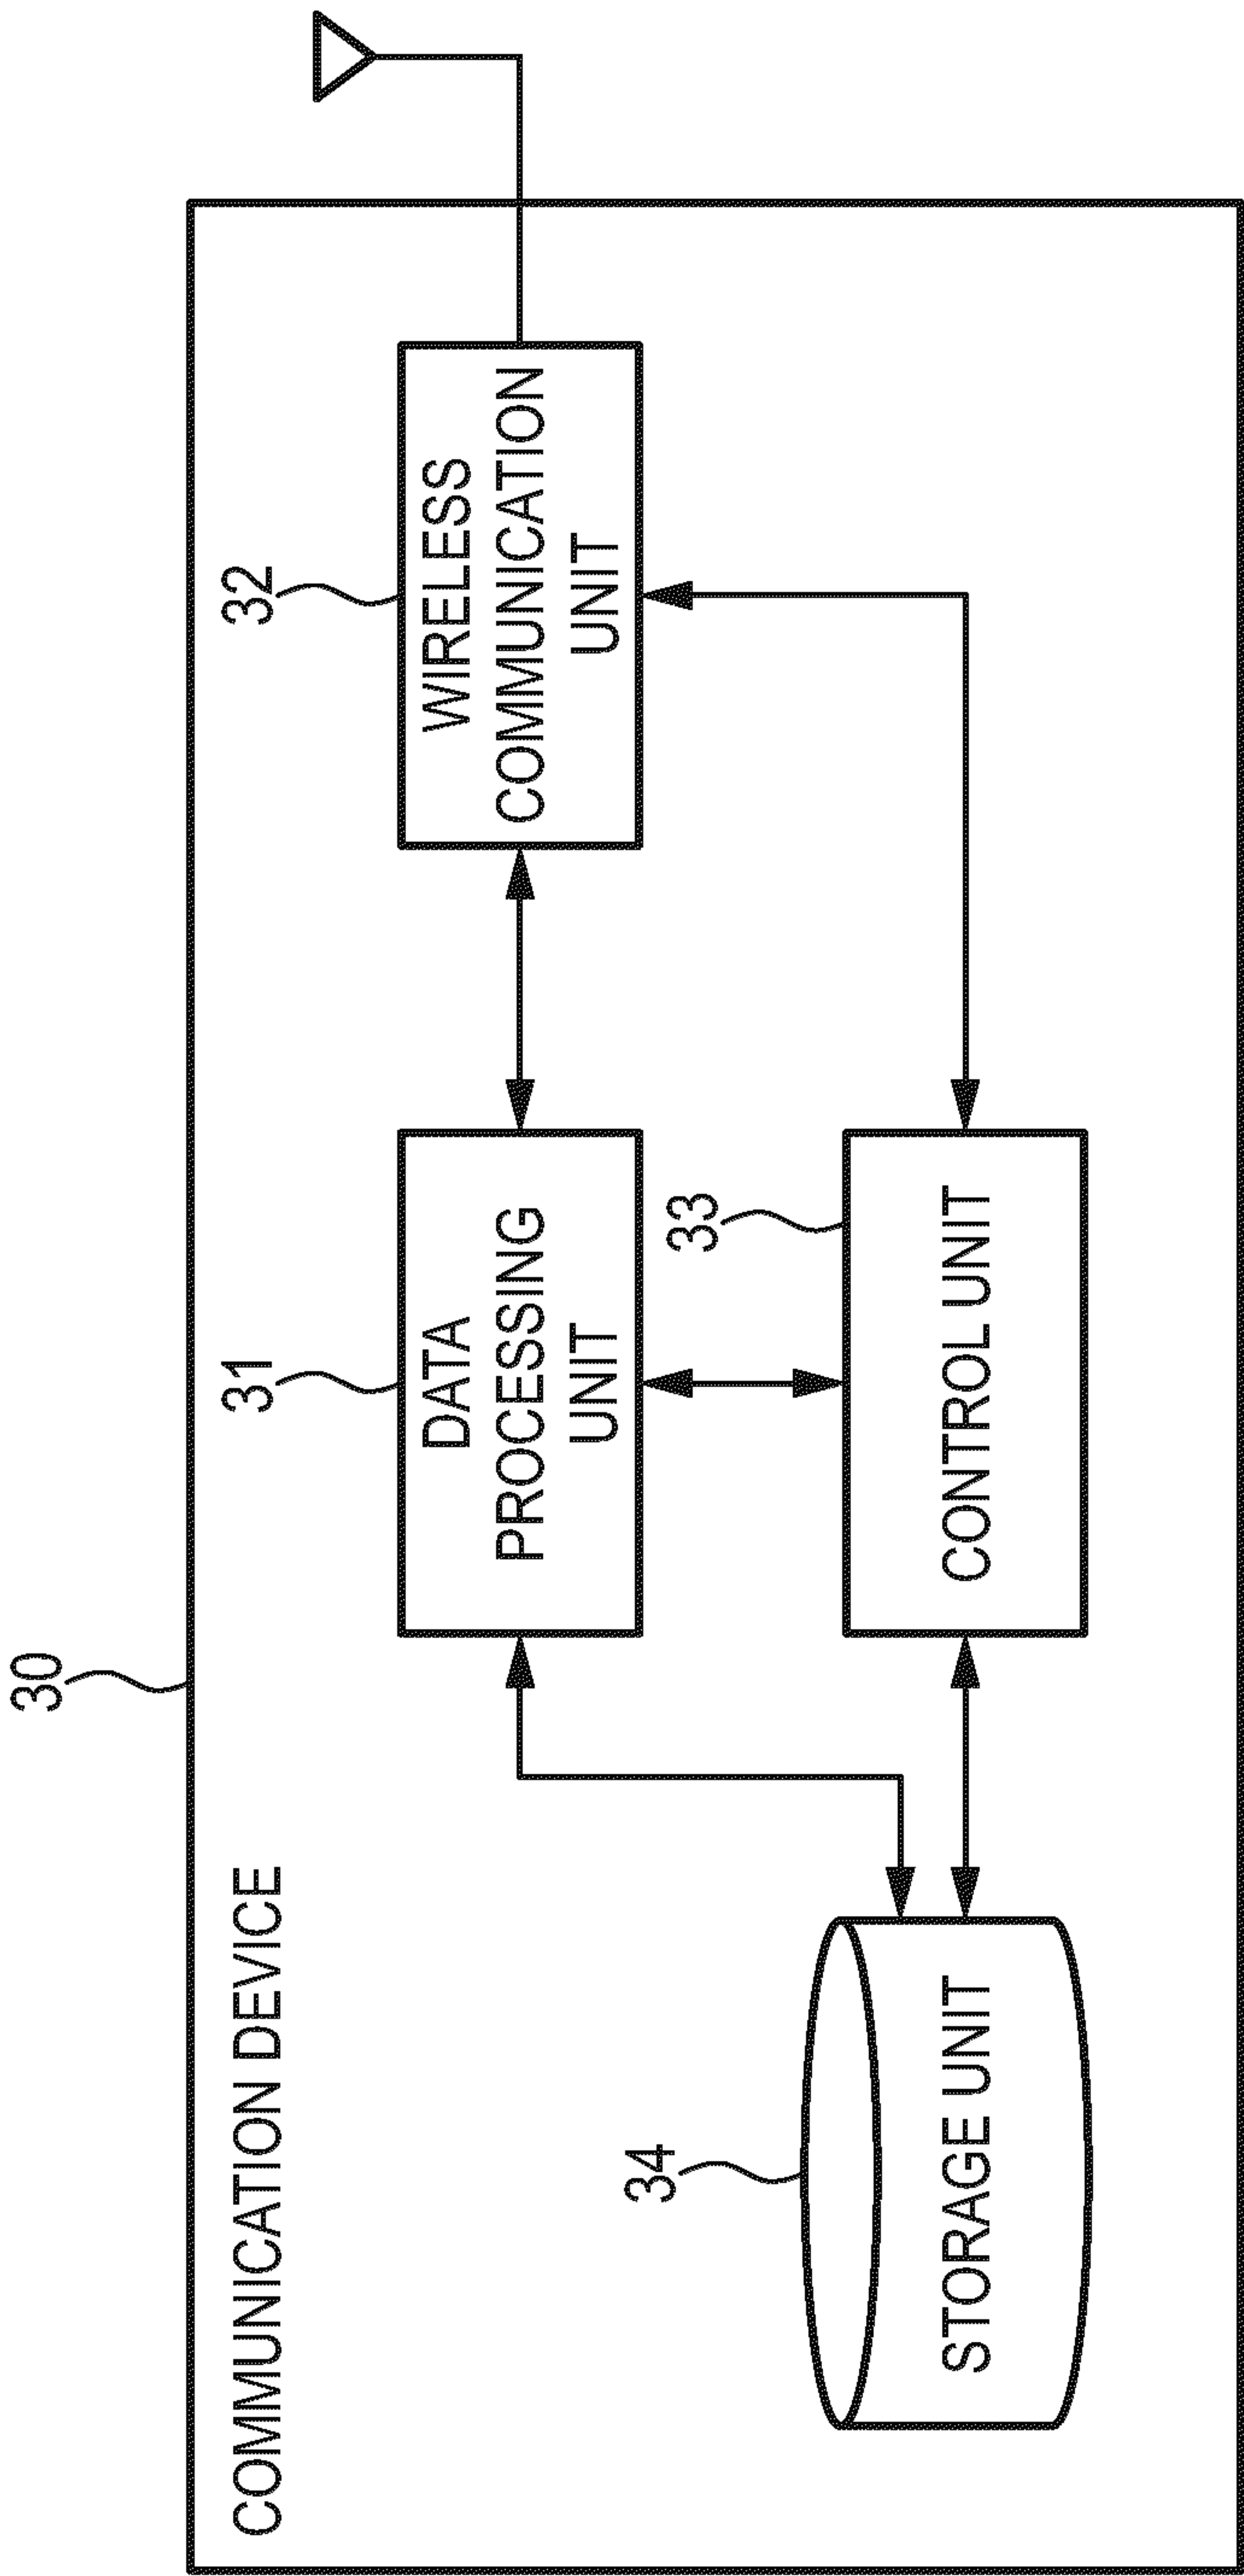 30
COMMUNICATION DEVICE
31
32
DATA
PROCESSING
UNIT
WIRELESS
COMMUNICATION
UNIT
34
33
STORAGE UNIT
CONTROL UNIT